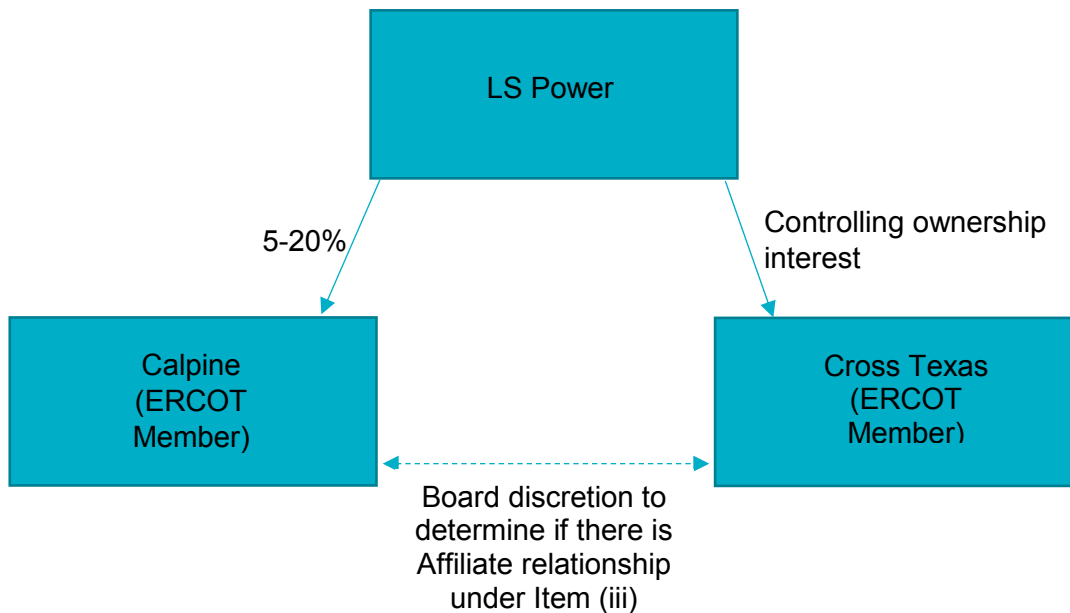 LS Power
5-20%
Controlling ownership
interest
Calpine
(ERCOT
Member)
Cross Texas
(ERCOT
Member)
Board discretion to
determine if there is
Affiliate relationship
under Item (iii)